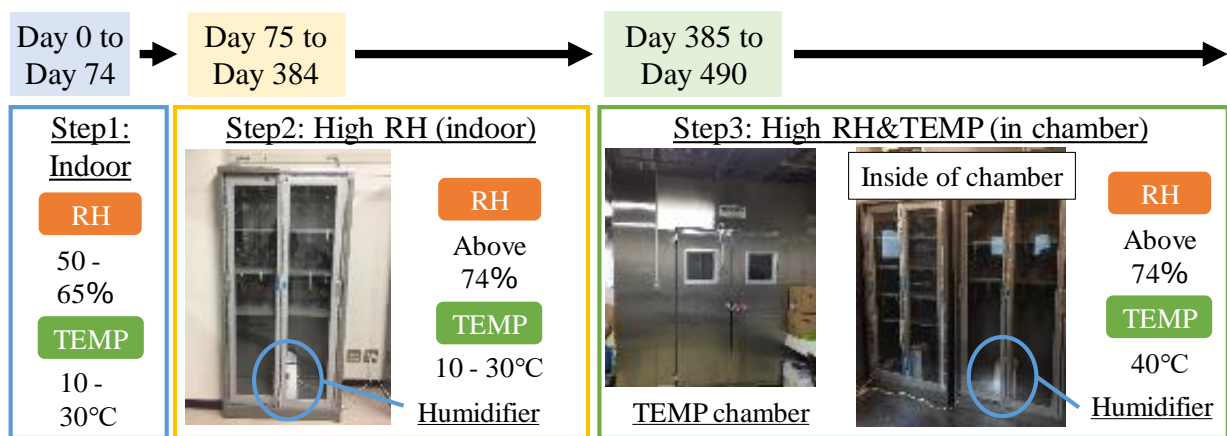 Day 0 to
Day 74
Day 75 to
Day 384
Day 385 to
Day 490
Step1:
Indoor
RH
50 -
65%
TEMP
10 -
30°C
Step2: High RH (indoor)
RH
Above
74%
TEMP
10 - 30°C
Humidifier
Step3: High RH&TEMP (in chamber)
Inside of chamber
RH
Above
74%
TEMP
40°C
TEMP chamber
Humidifier